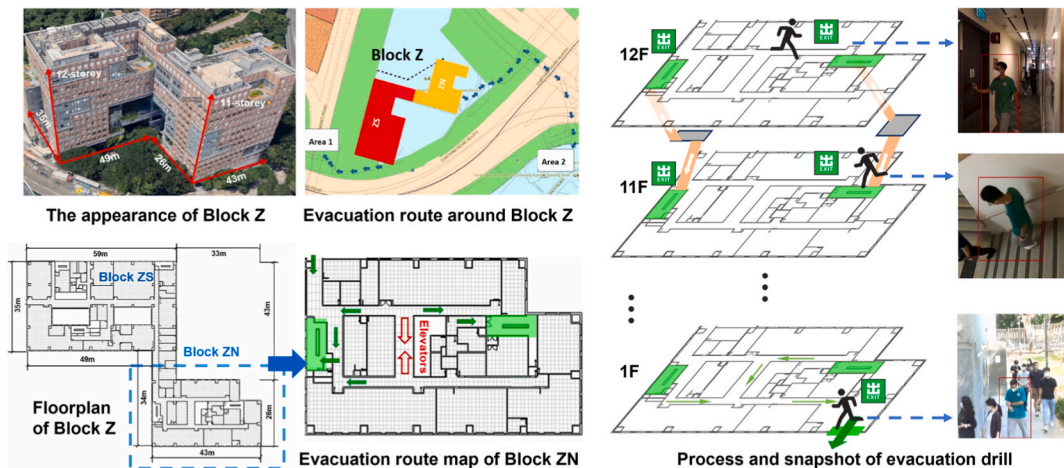 12-storey
11-storey
35m
49m
26m
43m
The appearance of Block Z
Block Z
ZN
ZS
Area 1
Area 2
Evacuation route around Block Z
59m
33m
Block ZS
35m
43m
49m
Block ZN
34m
26m
43m
Floorplan
of Block Z
Elevators
Evacuation route map of Block ZN
12F
EXIT
EXIT
11F
EXIT
EXIT
1F
EXIT
Process and snapshot of evacuation drill